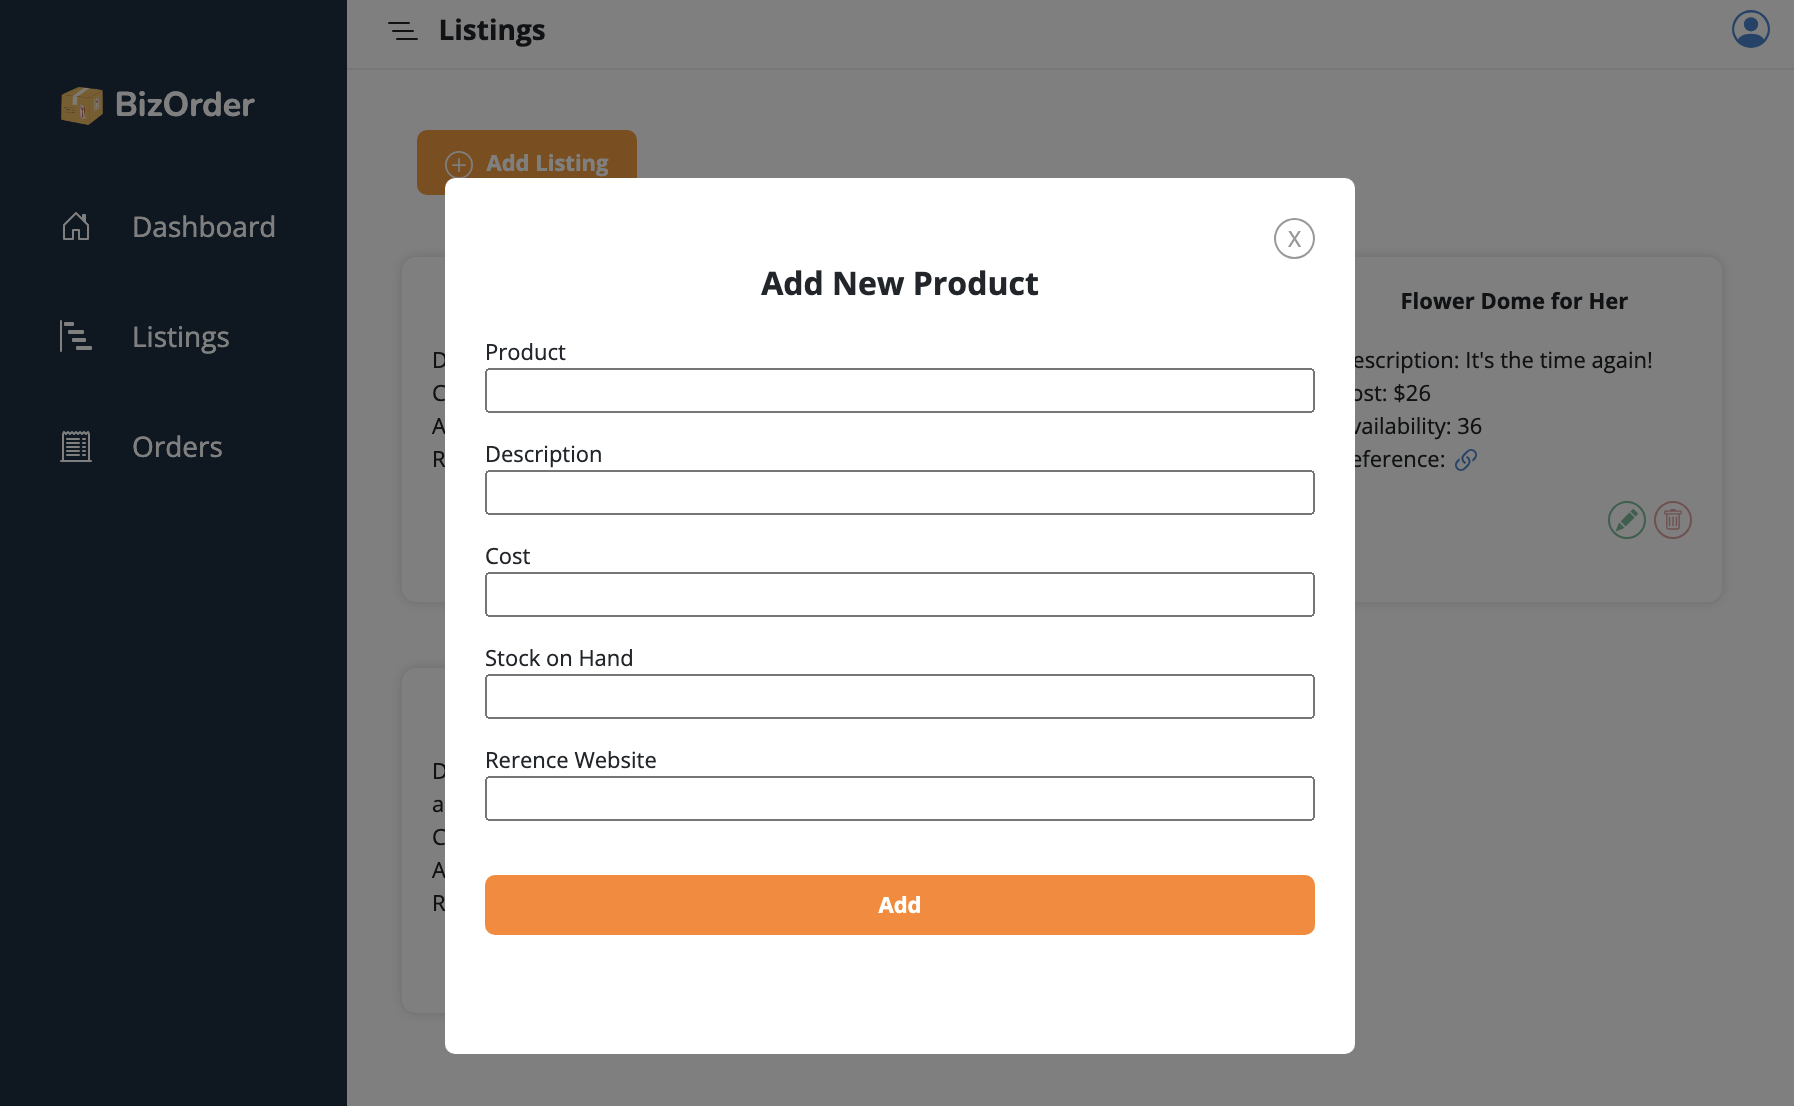 Listings
BizOrder
Dashboard
Listings
Orders
Add Listing
X
Add New Product
Product
Description
Cost
Stock on Hand
Rerence Website
Add
Flower Dome for Her
escription: It's the time again!
ost: $26
vailability: 36
eference:
D
C
A
R
D
a
C
A
R